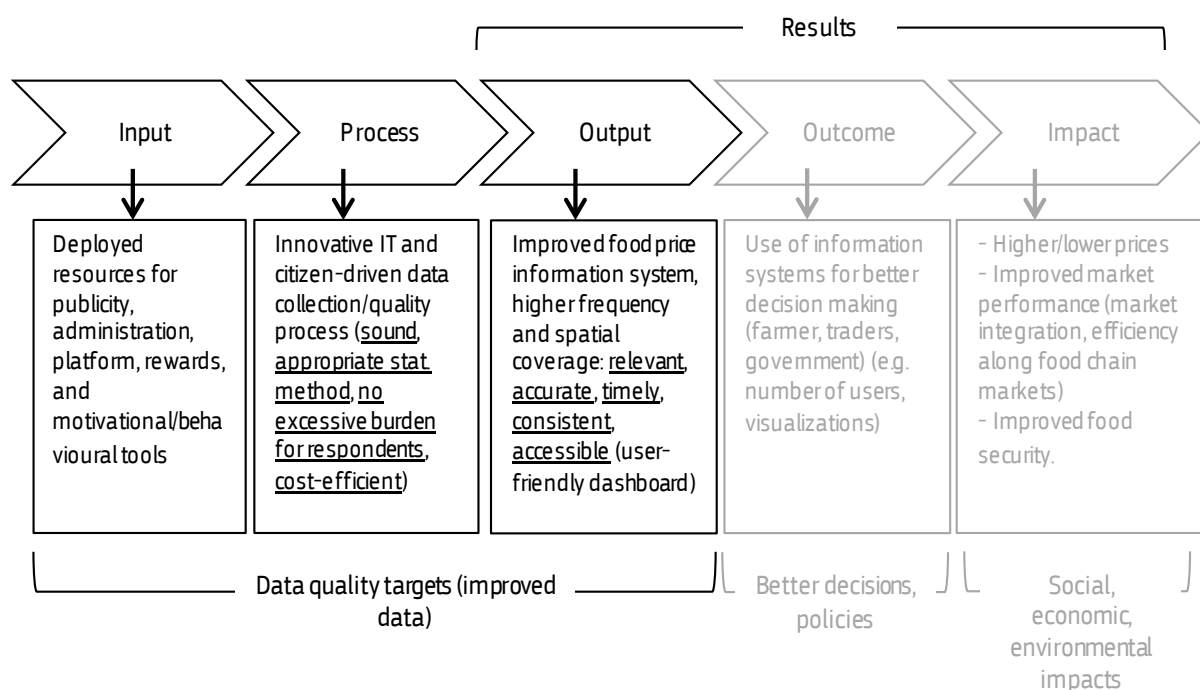 Results
Input
Process
Output
Outcome
Impact
Deployed
resources for
publicity,
administration,
platform, rewards,
and
motivational/beha
vioural tools
Innovative IT and
citizen-driven data
collection/quality
process (sound,
appropriate stat.
method, no
excessive burden
for respondents,
cost-efficient)
Improved food price
information system,
higher frequency
and spatial
coverage: relevant,
accurate, timely,
consistent,
accessible (user-
friendly dashboard)
Use of information
systems for better
decision making
(farmer, traders,
government) (e.g.
number of users,
visualizations)
- Higher/lower prices
- Improved market
performance (market
integration, efficiency
along food chain
markets)
- Improved food
security.
Data quality targets (improved
data)
Better decisions,
policies
Social,
economic,
environmental
impacts